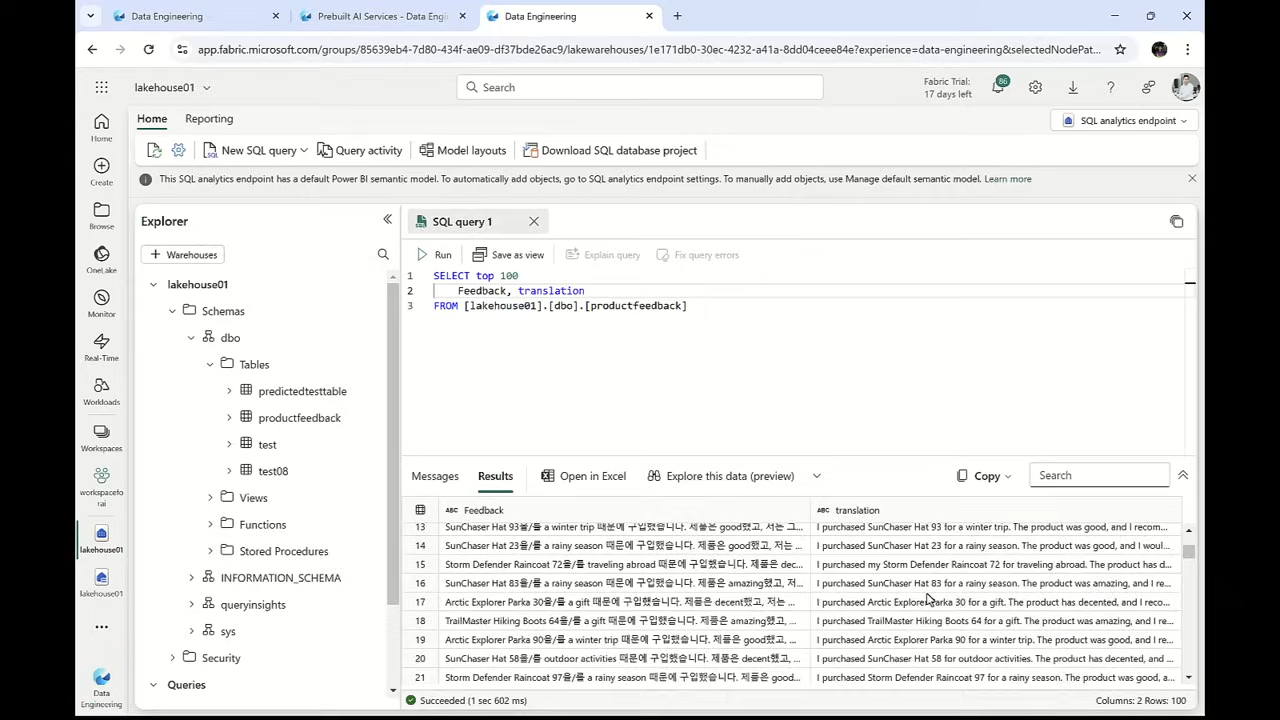 Data Engineering
Prebuilt AI Services - Data Engi
Data Engineering
app.fabric.microsoft.com/groups/85639eb4-7d80-434f-ae09-df37bde26ac9/lakewarehouses/1e171db0-30ec-4232-a41a-8dd04ceee84e?experience=data-engineering&selectedNodePat...
lakehouse01
Search
Fabric Trial:
17 days left
86
Home
Reporting
SQL analytics endpoint
New SQL query
Query activity
Model layouts
Download SQL database project
This SQL analytics endpoint has a default Power BI semantic model. To automatically add objects, go to SQL analytics endpoint settings. To manually add objects, use Manage default semantic model. Learn more
Home
Create
Browse
OneLake
Monitor
Real-Time
Workloads
Workspaces
workspacefo
rai
lakehouse01
lakehouse01
Data
Engineering
Explorer
Warehouses
lakehouse01
Schemas
dbo
Tables
predictedtesttable
productfeedback
test
test08
Views
Functions
Stored Procedures
INFORMATION_SCHEMA
queryinsights
sys
Security
Queries
SQL query 1
Run
Save as view
Explain query
Fix query errors
1 SELECT top 100
2 Feedback, translation
3 FROM [lakehouse01].[dbo].[productfeedback]
Messages
Results
Open in Excel
Explore this data (preview)
Copy
Search
ABC Feedback ABC translation
13 SunChaser Hat 93을/를 a winter trip 때문에 구입했습니다. 제품은 good했고, 저는 그... I purchased SunChaser Hat 93 for a winter trip. The product was good, and I recom...
14 SunChaser Hat 23을/를 a rainy season 때문에 구입했습니다. 제품은 good했고, 저는 ... I purchased SunChaser Hat 23 for a rainy season. The product was good, and I woul...
15 Storm Defender Raincoat 72을/를 traveling abroad 때문에 구입했습니다. 제품은 dec... I purchased my Storm Defender Raincoat 72 for traveling abroad. The product has d...
16 SunChaser Hat 83을/를 a rainy season 때문에 구입했습니다. 제품은 amazing했고, 저... I purchased SunChaser Hat 83 for a rainy season. The product was amazing, and I re...
17 Arctic Explorer Parka 30을/를 a gift 때문에 구입했습니다. 제품은 decent했고, 저는 ... I purchased Arctic Explorer Parka 30 for a gift. The product has decented, and I reco...
18 TrailMaster Hiking Boots 64을/를 a gift 때문에 구입했습니다. 제품은 amazing했고, ... I purchased TrailMaster Hiking Boots 64 for a gift. The product was amazing, and I re...
19 Arctic Explorer Parka 90을/를 a winter trip 때문에 구입했습니다. 제품은 good했고, ... I purchased Arctic Explorer Parka 90 for a winter trip. The product was good, and I re...
20 SunChaser Hat 58을/를 outdoor activities 때문에 구입했습니다. 제품은 decent했고, ... I purchased SunChaser Hat 58 for outdoor activities. The product has decented, and ...
21 Storm Defender Raincoat 97을/를 a rainy season 때문에 구입했습니다. 제품은 good... I purchased Storm Defender Raincoat 97 for a rainy season. The product was good, a...
Succeeded (1 sec 602 ms)
Columns: 2 Rows: 100